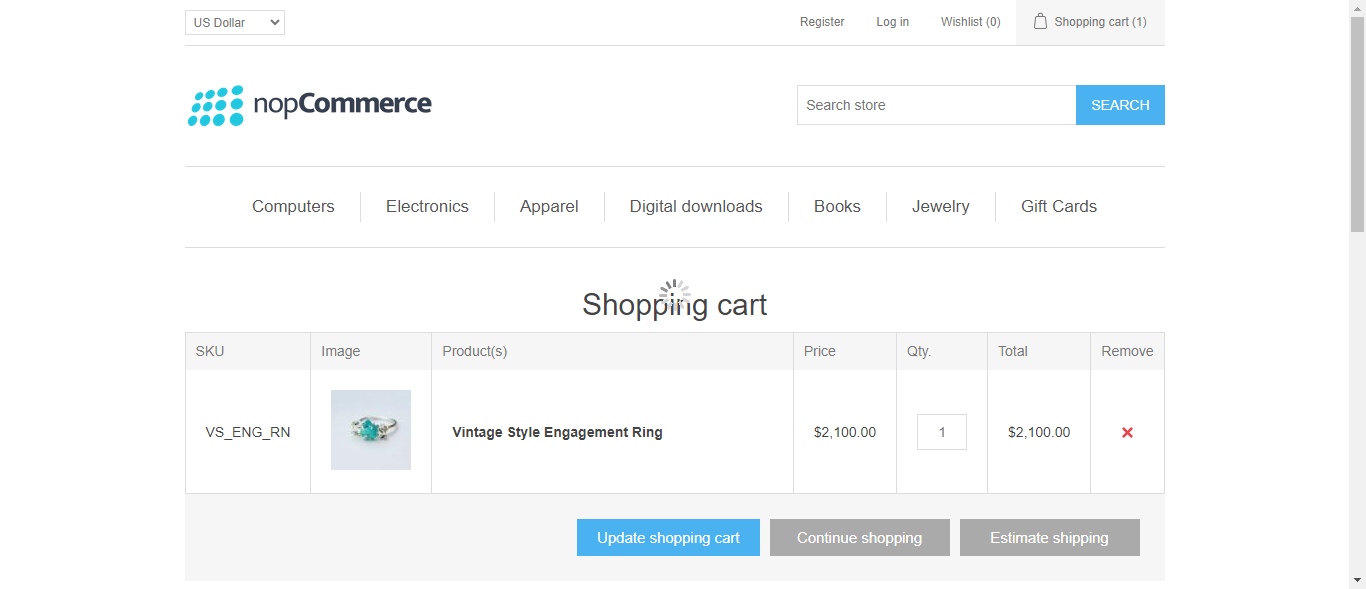 US Dollar
Register
Log in
Wishlist (0)
Shopping cart (1)
nopCommerce
Search store
SEARCH
Computers
Electronics
Apparel
Digital downloads
Books
Jewelry
Gift Cards
Shopping cart
SKU
Image
Product(s)
Price
Qty.
Total
Remove
VS_ENG_RN
Vintage Style Engagement Ring
$2,100.00
1
$2,100.00
Update shopping cart
Continue shopping
Estimate shipping